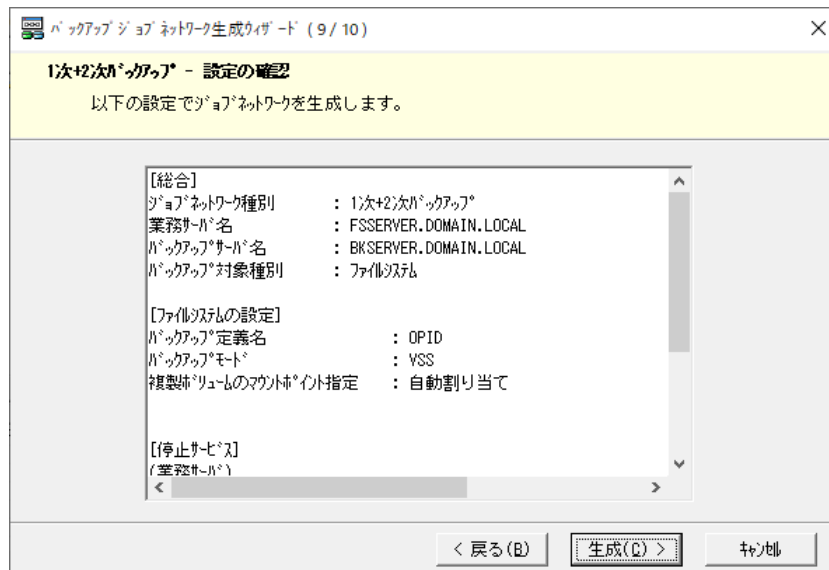 ﾊﾞｯｸｱｯﾌﾟｼﾞｮﾌﾞﾈｯﾄﾜｰｸ生成ｳｨｻﾞｰﾄﾞ (9/10)
1次+2次ﾊﾞｯｸｱｯﾌﾟ - 設定の確認
以下の設定でｼﾞｮﾌﾞﾈｯﾄﾜｰｸを生成します。
[総合]
ｼﾞｮﾌﾞﾈｯﾄﾜｰｸ種別 : 1次+2次ﾊﾞｯｸｱｯﾌﾟ
業務ｻｰﾊﾞ名 : FSSERVER.DOMAIN.LOCAL
ﾊﾞｯｸｱｯﾌﾟｻｰﾊﾞ名 : BKSERVER.DOMAIN.LOCAL
ﾊﾞｯｸｱｯﾌﾟ対象種別 : ﾌｧｲﾙｼｽﾃﾑ
[ﾌｧｲﾙｼｽﾃﾑの設定]
ﾊﾞｯｸｱｯﾌﾟ定義名 : OPID
ﾊﾞｯｸｱｯﾌﾟﾓｰﾄﾞ : VSS
複製ﾎﾞﾘｭｰﾑのﾏｳﾝﾄﾎﾟｲﾝﾄ指定 : 自動割り当て
[停止ｻｰﾋﾞｽ]
(業務ｻｰﾊﾞ)
< 戻る(B) 生成(C) > ｷｬﾝｾﾙ